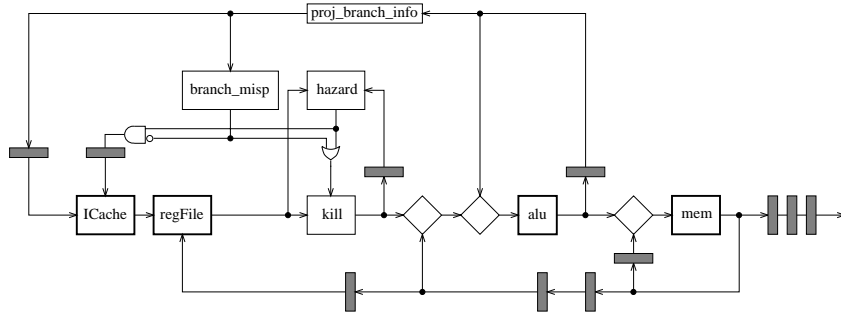 proj_branch_info
branch_misp
hazard
ICache
regFile
kill
alu
mem